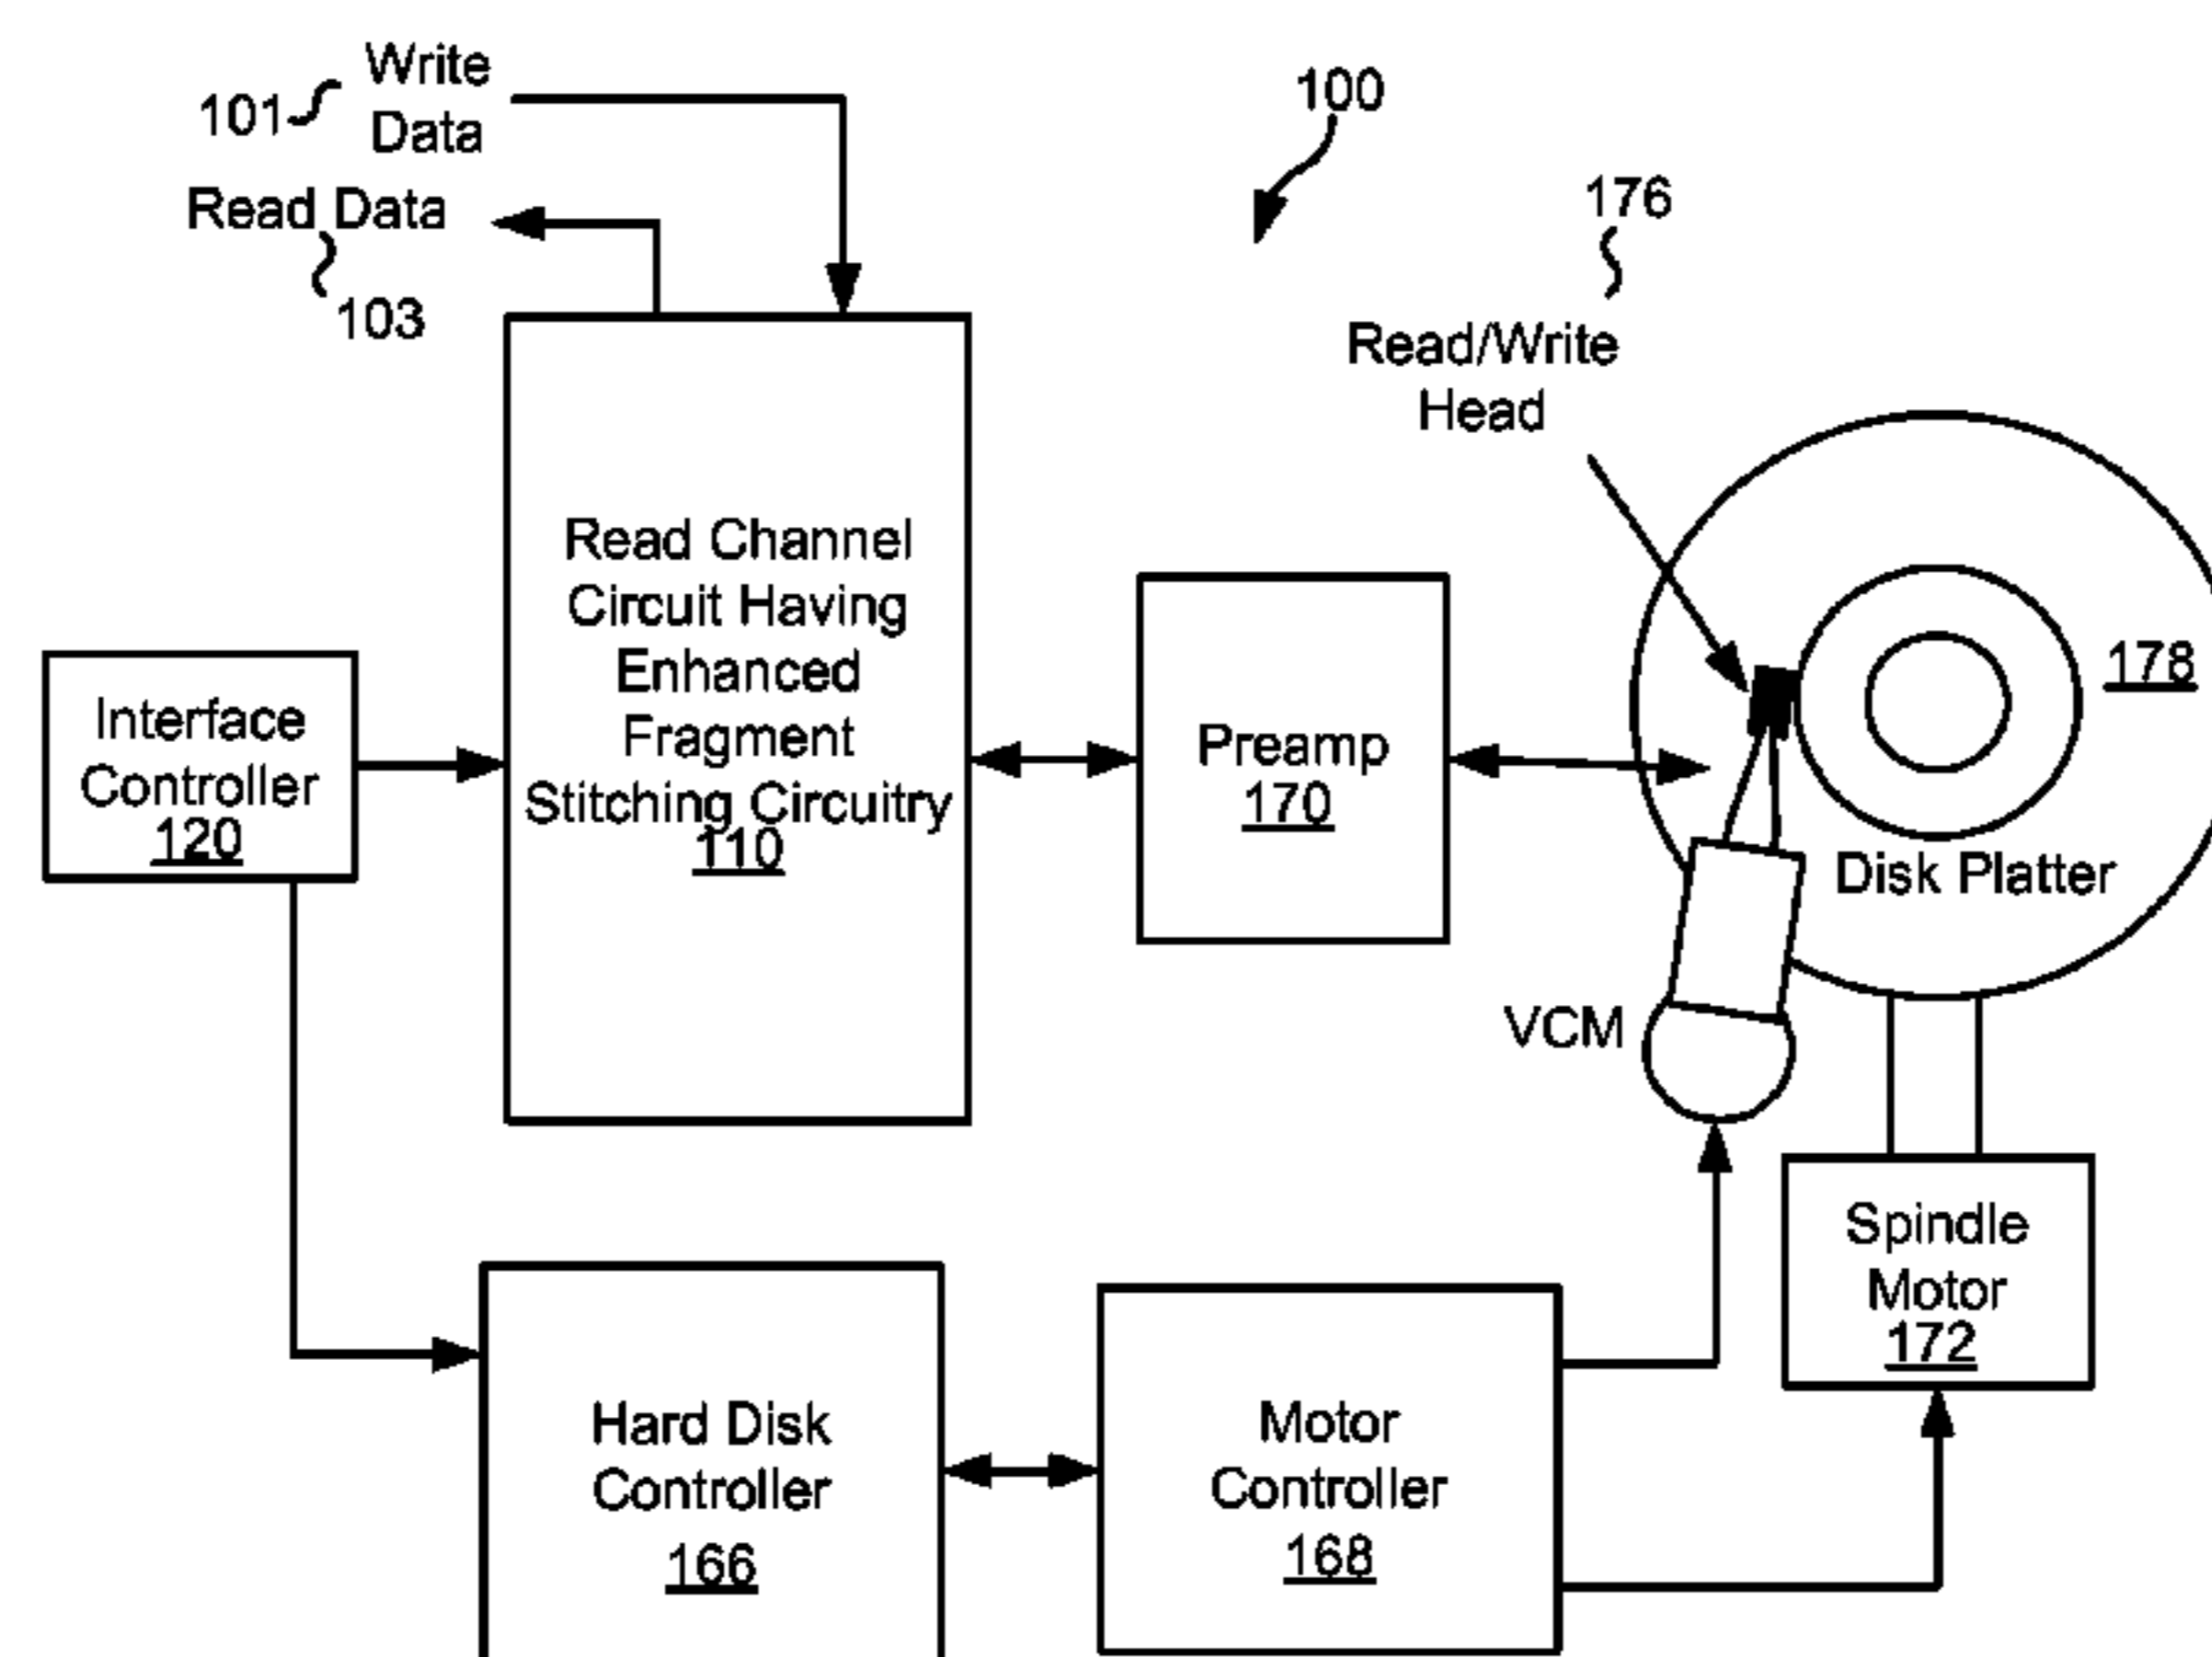 Write
Data
101
Read Data
103
100
176
Read/Write
Head
Read Channel
Circuit Having
Enhanced
Fragment
Stitching Circuitry
110
Interface
Controller
120
Preamp
170
178
Disk Platter
VCM
Spindle
Motor
172
Hard Disk
Controller
166
Motor
Controller
168